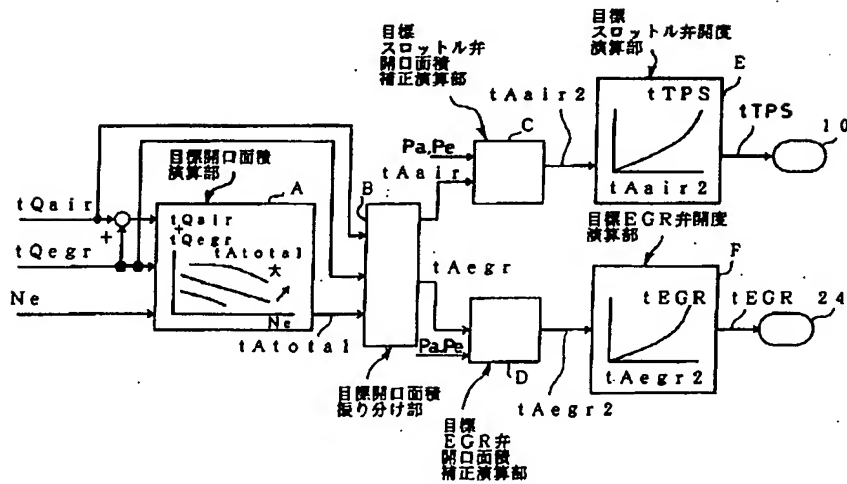 目標
スロットル弁
開口面積
補正演算部
目標
スロットル弁開度
演算部
E
tTPS
tTPS
10
tAair2
C
Pa,Pe
tAair
tAair2
目標開口面積
演算部
A
B
tQair
tQair
+
tQegr
+
tQegr
tAtotal
大
Ne
Ne
tAtotal
目標EGR弁開度
演算部
F
tAegr
tEGR
tEGR
24
Pa,Pe
D
tAegr2
tAegr2
目標開口面積
振り分け部
目標
EGR弁
開口面積
補正演算部